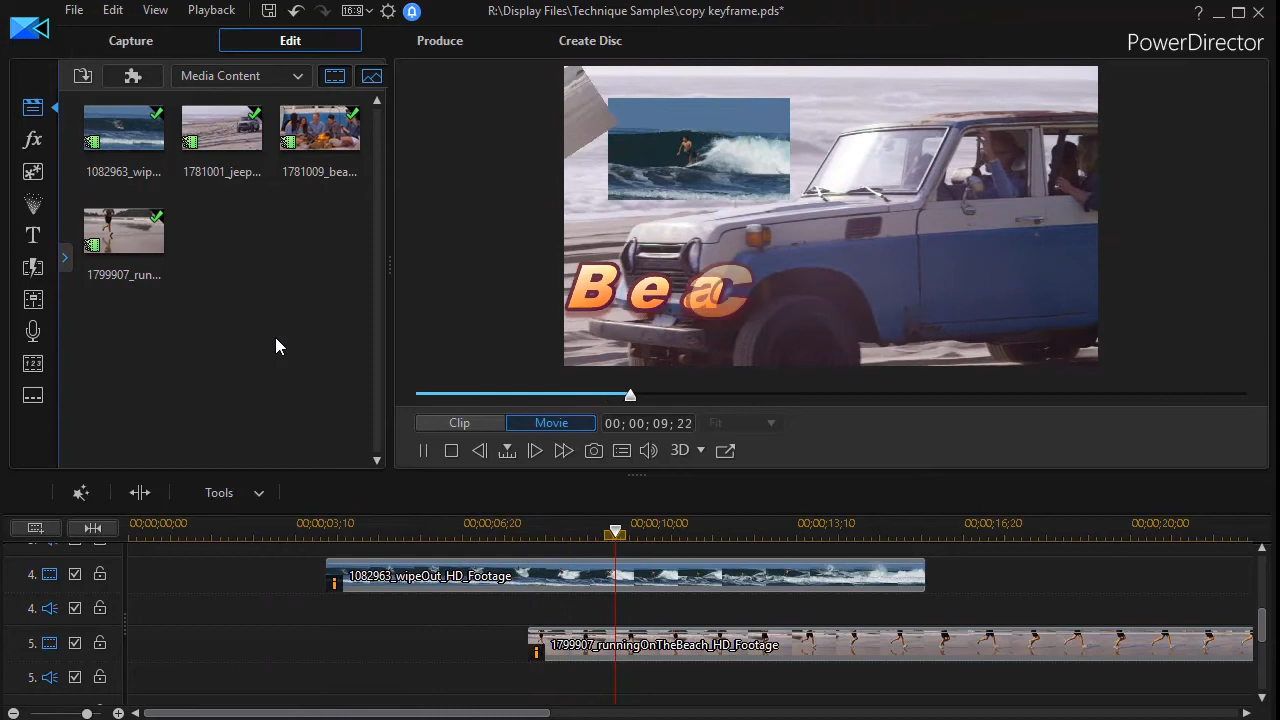 File Edit View Playback 16:9 R:\Display Files\Technique Samples\copy keyframe.pds* ?
Capture Edit Produce Create Disc PowerDirector
Media Content
1082963_wip... 1781001_jeep... 1781009_bea...
1799907_run...
fx
T
123
Beac
Clip Movie 00; 00; 09; 22 Fit
3D
Tools
00;00;00;00 00;00;03;10 00;00;06;20 00;00;10;00 00;00;13;10 00;00;16;20 00;00;20;00
4. i 1082963_wipeOut_HD_Footage
4.
5. i 1799907_runningOnTheBeach_HD_Footage
5.